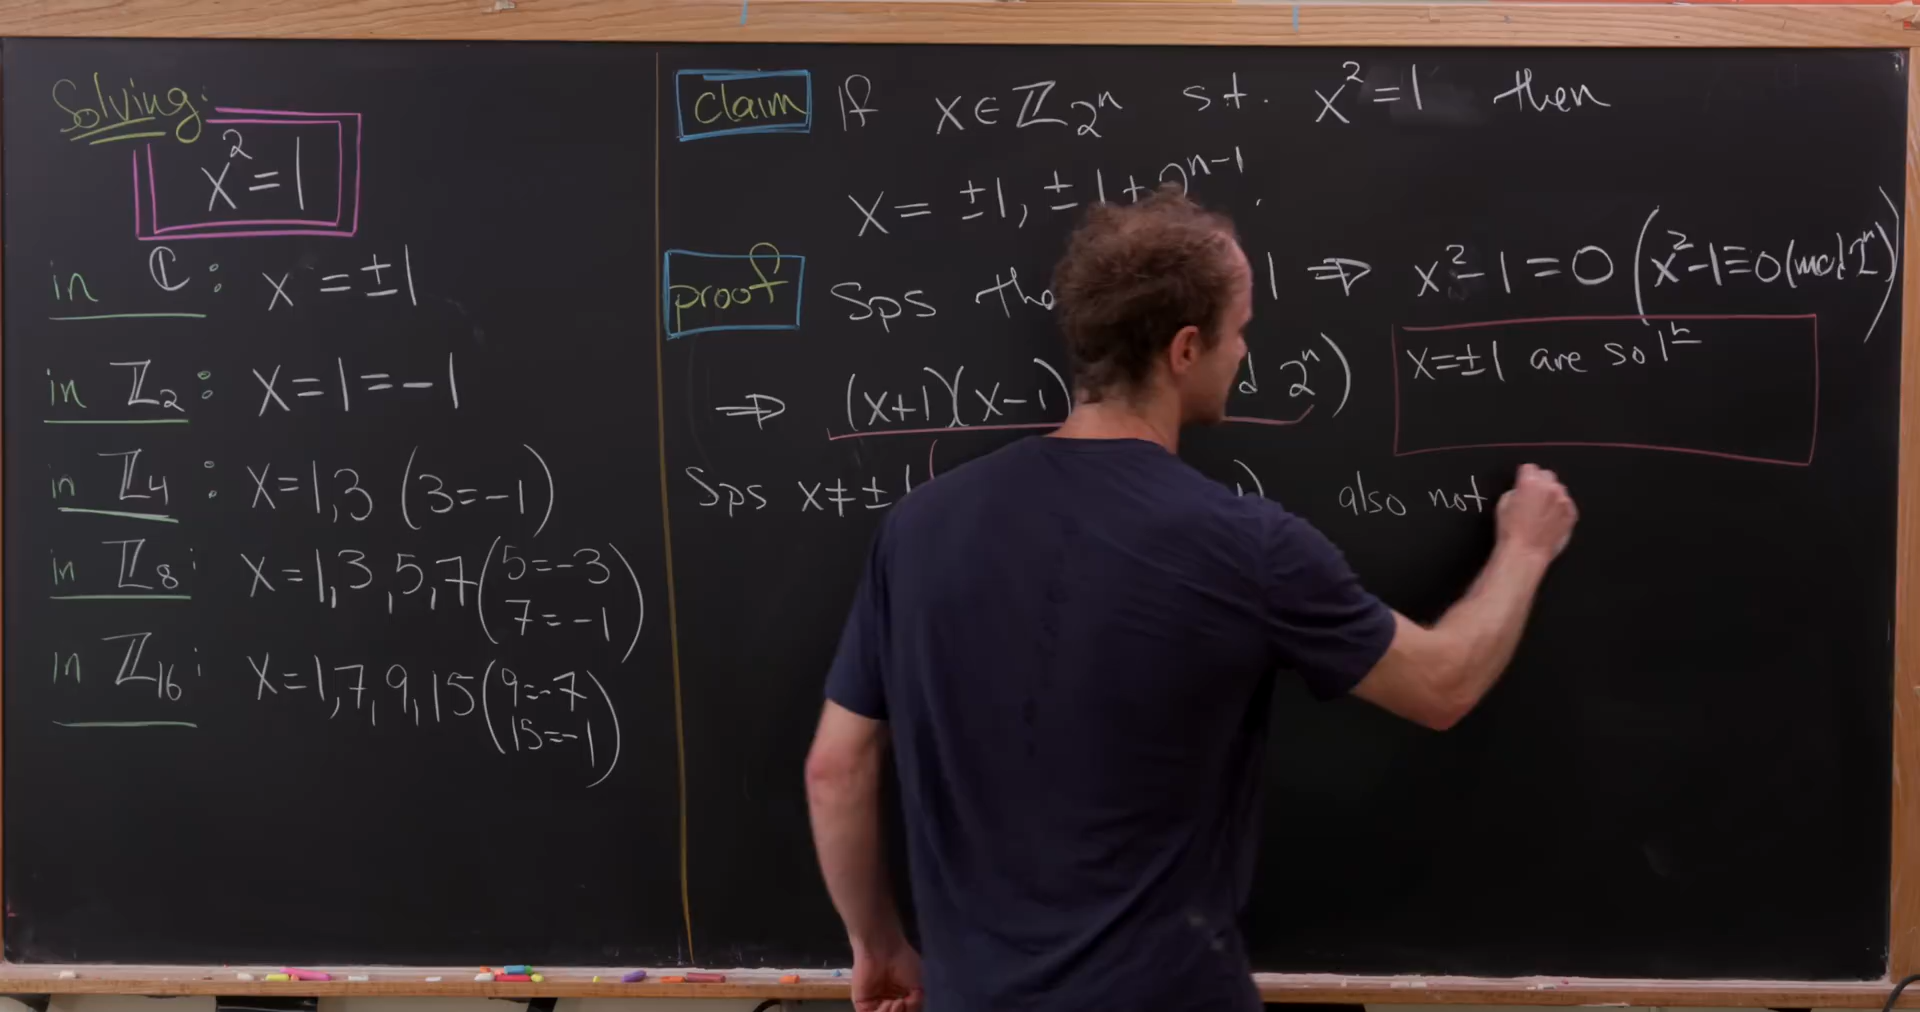 Solving:
x² = 1
in ℂ: x = ±1
in ℤ₂: x = 1 = -1
in ℤ₄: x = 1, 3 (3 = -1)
in ℤ₈: x = 1, 3, 5, 7 (5 = -3
7 = -1)
in ℤ₁₆: x = 1, 7, 9, 15 (9 = -7
15 = -1)
claim If x ∈ ℤ_{2ⁿ} s.t. x² = 1 then
x = ±1, ±1 + 2ⁿ⁻¹.
proof Sps 1 ⇒ x² - 1 = 0 (x² - 1 ≡ 0 (mod 2ⁿ))
⇒ (x+1)(x-1) 2ⁿ)
x = ±1 are solⁿ
Sps x ≠ ±1 also not